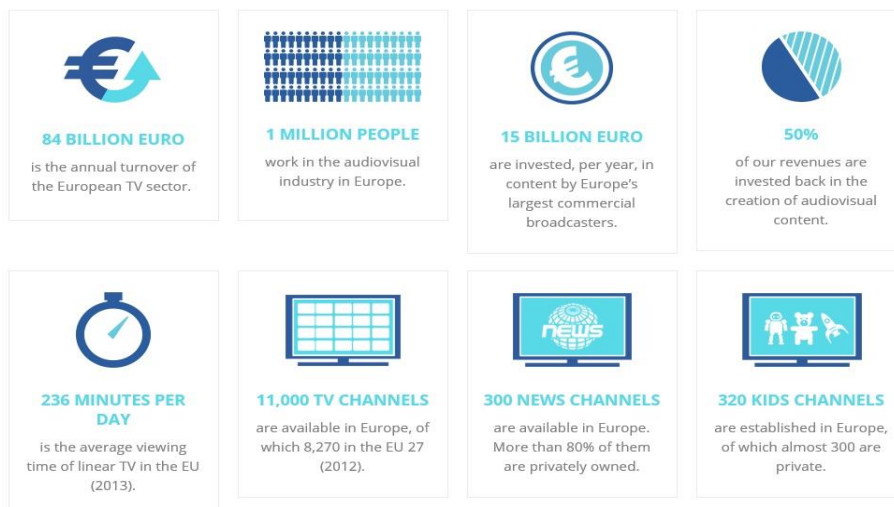 84 BILLION EURO
is the annual turnover of
the European TV sector.
1 MILLION PEOPLE
work in the audiovisual
industry in Europe.
15 BILLION EURO
are invested, per year, in
content by Europe's
largest commercial
broadcasters.
50%
of our revenues are
invested back in the
creation of audiovisual
content.
236 MINUTES PER
DAY
is the average viewing
time of linear TV in the EU
(2013).
11,000 TV CHANNELS
are available in Europe, of
which 8,270 in the EU 27
(2012).
NEWS
300 NEWS CHANNELS
are available in Europe.
More than 80% of them
are privately owned.
320 KIDS CHANNELS
are established in Europe,
of which almost 300 are
private.